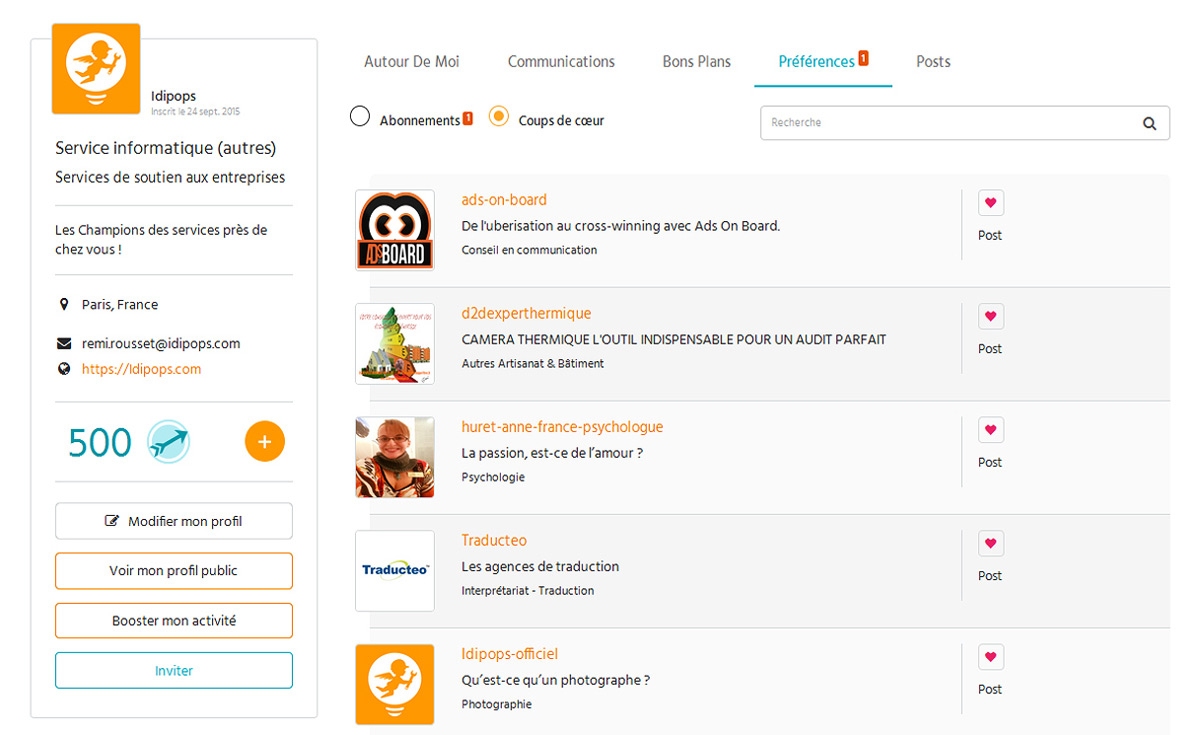 Idipops
Inscrit le 24 sept. 2015
Service informatique (autres)
Services de soutien aux entreprises
Les Champions des services près de
chez vous !
Paris, France
remi.rousset@idipops.com
https://Idipops.com
500
+
Modifier mon profil
Voir mon profil public
Booster mon activité
Inviter
Autour De Moi
Communications
Bons Plans
Préférences 1
Posts
Abonnements 1
Coups de cœur
Recherche
ADS BOARD
ads-on-board
De l'uberisation au cross-winning avec Ads On Board.
Conseil en communication
Post
d2dexperthermique
CAMERA THERMIQUE L'OUTIL INDISPENSABLE POUR UN AUDIT PARFAIT
Autres Artisanat & Bâtiment
Post
huret-anne-france-psychologue
La passion, est-ce de l’amour ?
Psychologie
Post
Traducteo
Traducteo
Les agences de traduction
Interprétariat - Traduction
Post
Idipops-officiel
Qu’est-ce qu’un photographe ?
Photographie
Post